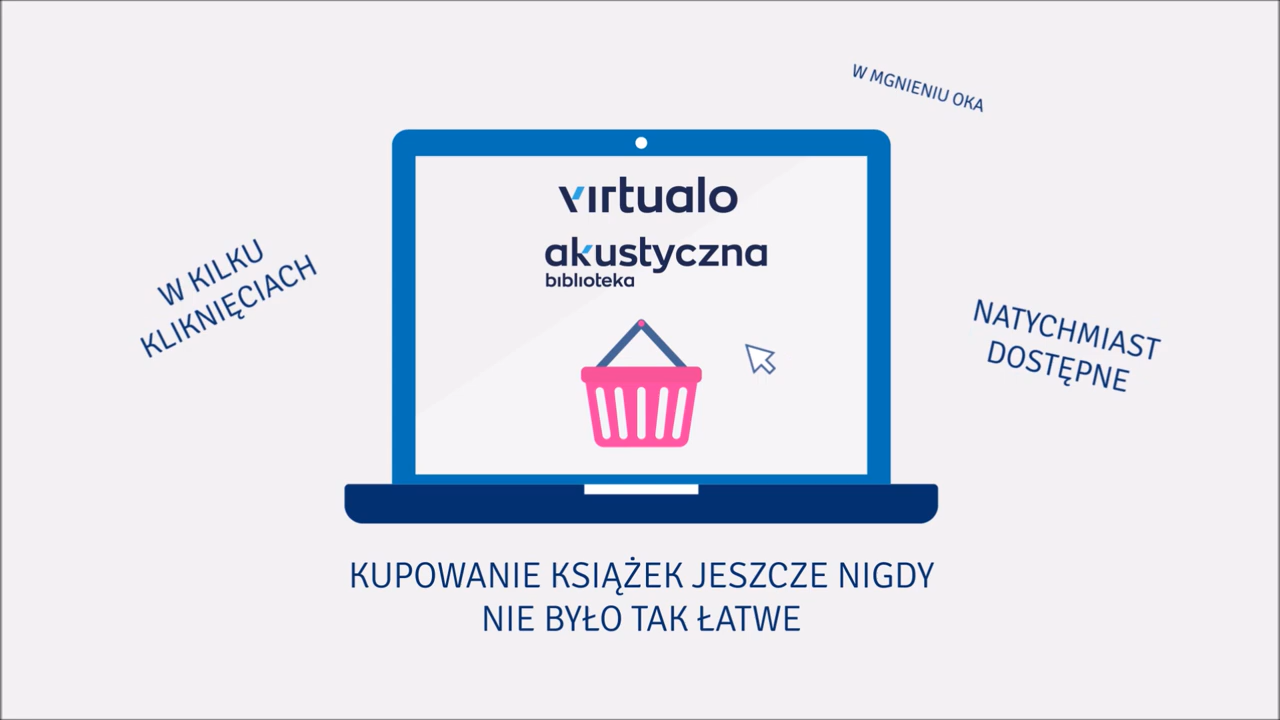 W MGNIENIU OKA
virtualo
akustyczna
biblioteka
W KILKU
KLIKNIĘCIACH
NATYCHMIAST
DOSTĘPNE
KUPOWANIE KSIĄŻEK JESZCZE NIGDY
NIE BYŁO TAK ŁATWE